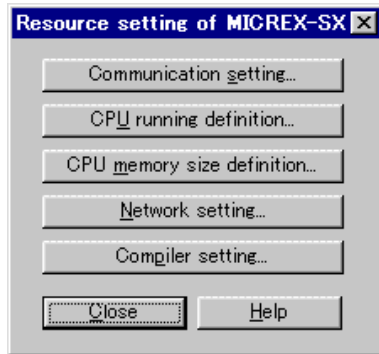 Resource setting of MICREX-SX
Communication setting...
CPU running definition...
CPU memory size definition...
Network setting...
Compiler setting...
Close Help